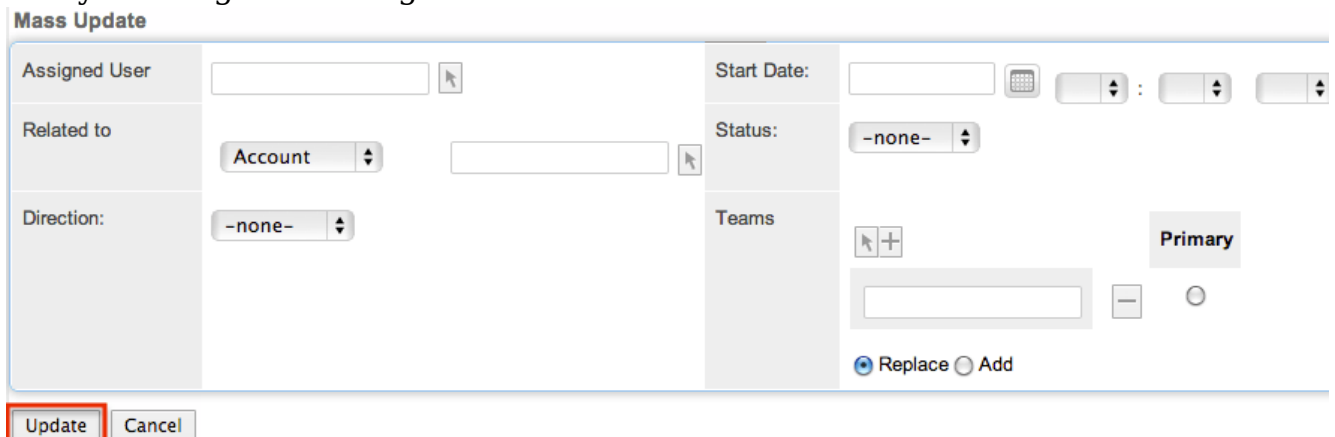 Mass Update
Assigned User
Start Date:
:
Related to
Account
Status:
-none-
Direction:
-none-
Teams
Primary
Replace Add
Update Cancel